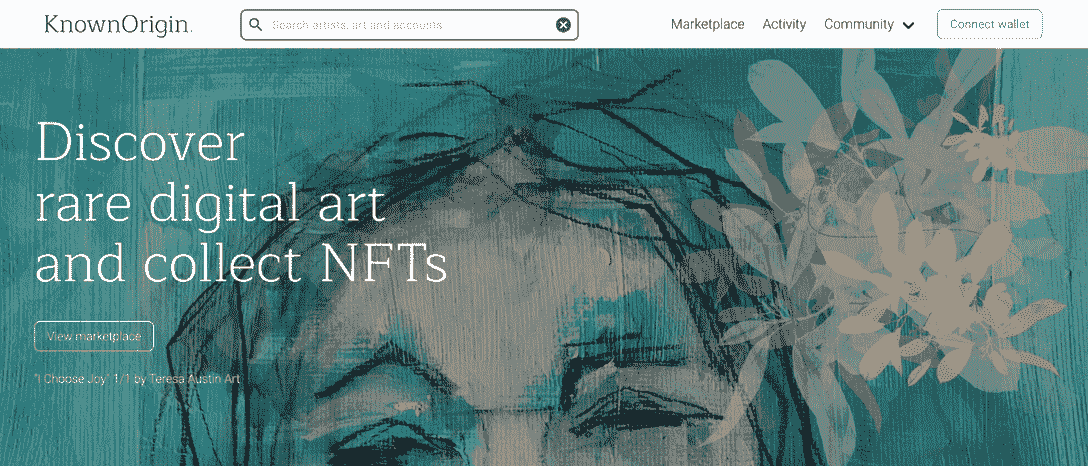 KnownOrigin.
Search artists, art and accounts
Marketplace
Activity
Community
Connect wallet
Discover
rare digital art
and collect NFTs
View marketplace
"I Choose Joy" 1/1 by Teresa Austin Art